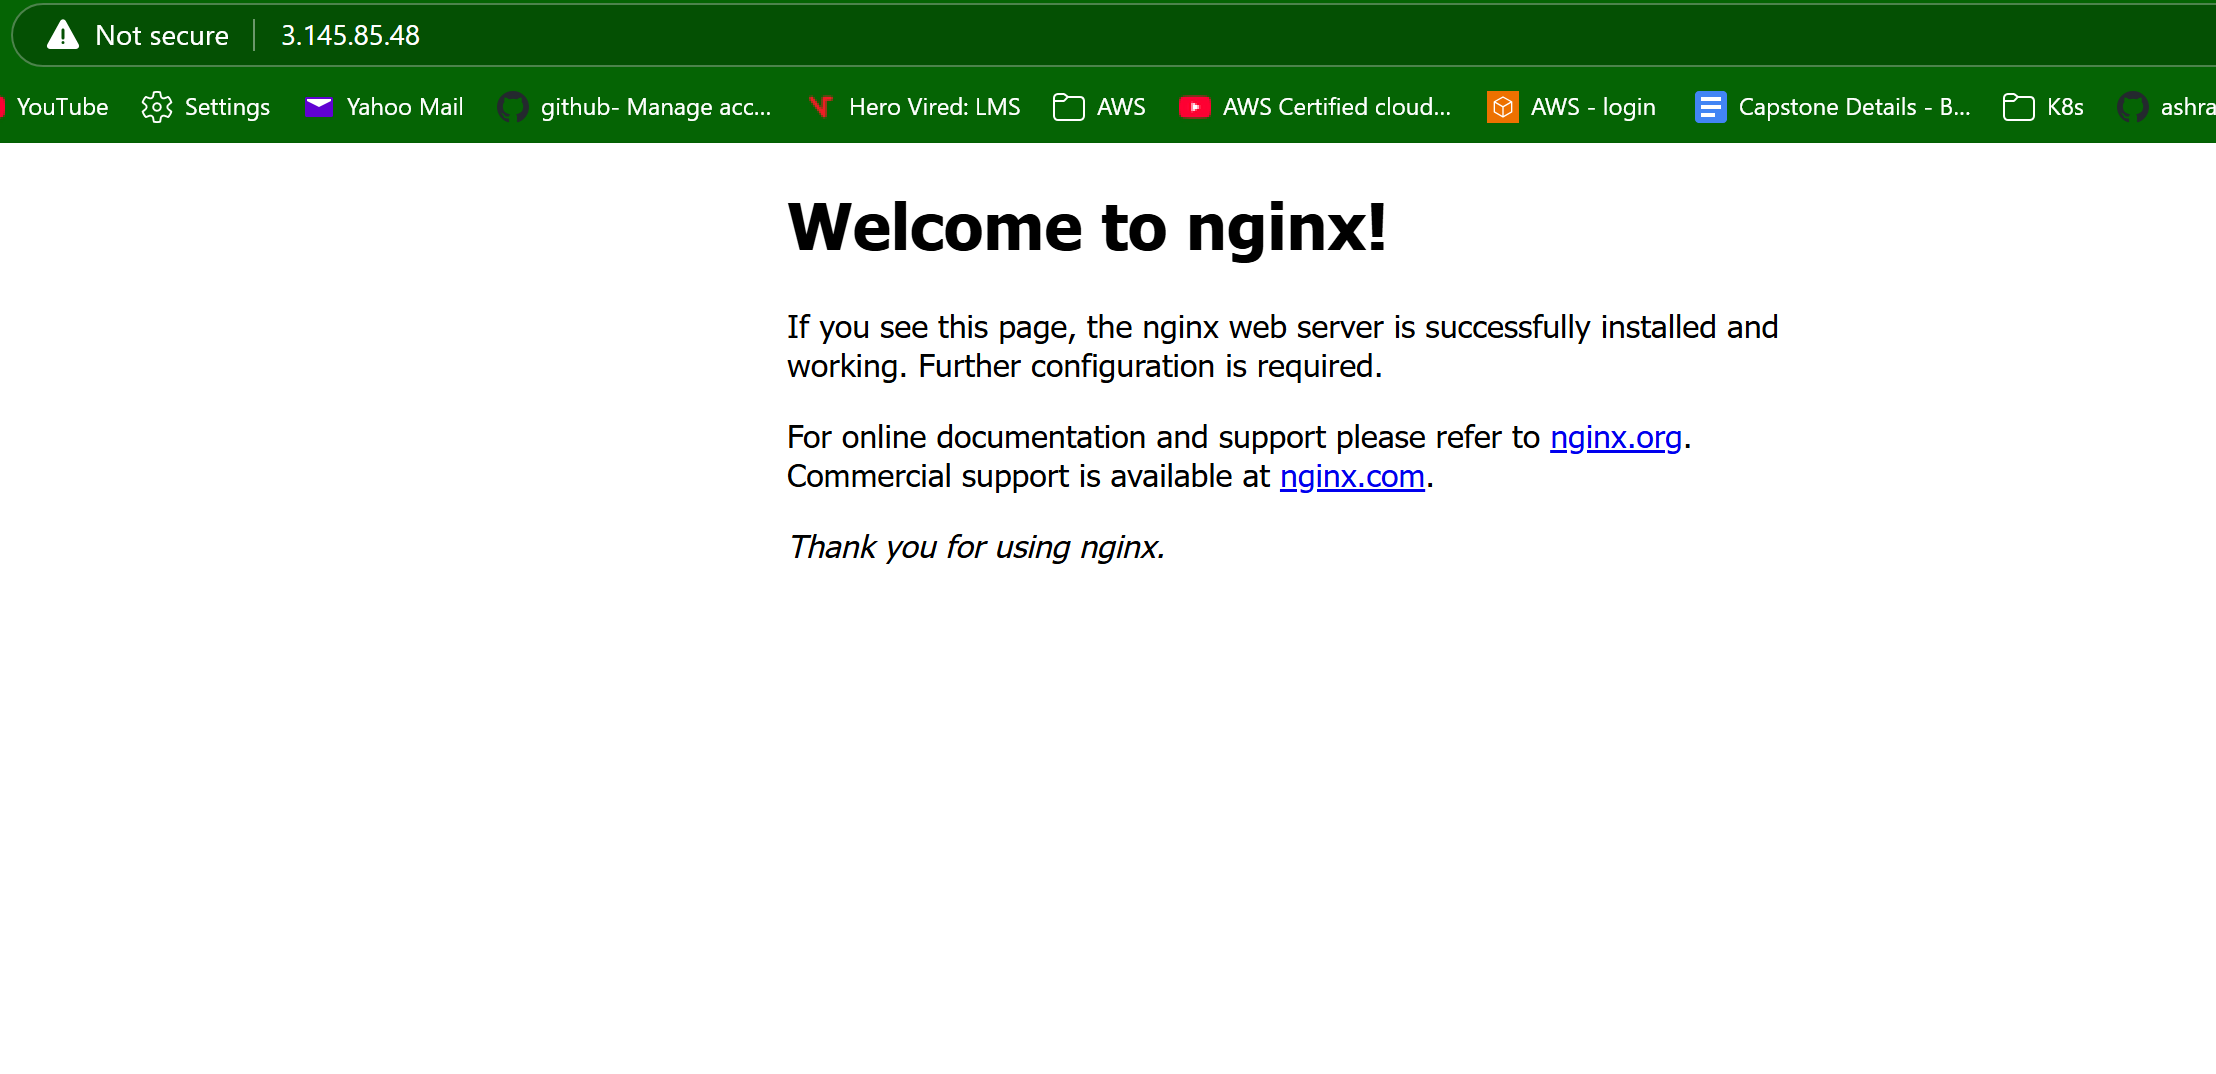 Not secure 3.145.85.48
YouTube Settings Yahoo Mail github- Manage acc... Hero Vired: LMS AWS AWS Certified cloud... AWS - login Capstone Details - B... K8s ashra
Welcome to nginx!
If you see this page, the nginx web server is successfully installed and
working. Further configuration is required.
For online documentation and support please refer to nginx.org.
Commercial support is available at nginx.com.
Thank you for using nginx.